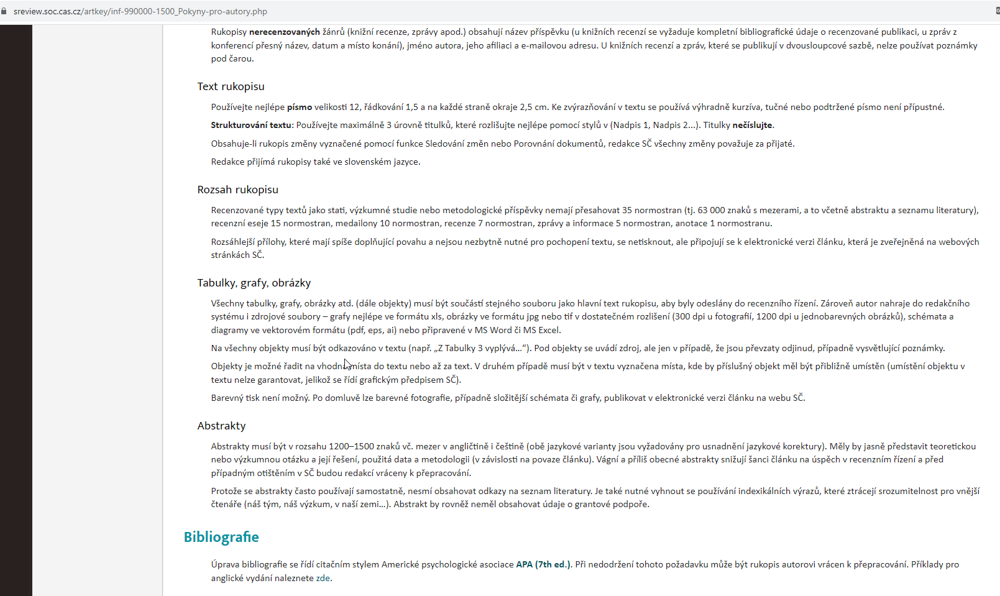 sreview.soc.cas.cz/artkey/inf-990000-1500_Pokyny-pro-autory.php
Rukopisy nerecenzovaných žánrů (knižní recenze, zprávy apod.) obsahují název příspěvku (u knižních recenzí se vyžaduje kompletní bibliografické údaje o recenzované publikaci, u zpráv z
konferencí přesný název, datum a místo konání), jméno autora, jeho afiliaci a e-mailovou adresu. U knižních recenzí a zpráv, které se publikují v dvousloupcové sazbě, nelze používat poznámky
pod čarou.
Text rukopisu
Používejte nejlépe písmo velikosti 12, řádkování 1,5 a na každé straně okraje 2,5 cm. Ke zvýrazňování v textu se používá výhradně kurzíva, tučné nebo podtržené písmo není přípustné.
Strukturování textu: Používejte maximálně 3 úrovně titulků, které rozlišujte nejlépe pomocí stylů v (Nadpis 1, Nadpis 2...). Titulky nečíslujte.
Obsahuje-li rukopis změny vyznačené pomocí funkce Sledování změn nebo Porovnání dokumentů, redakce SČ všechny změny považuje za přijaté.
Redakce přijímá rukopisy také ve slovenském jazyce.
Rozsah rukopisu
Recenzované typy textů jako stati, výzkumné studie nebo metodologické příspěvky nemají přesahovat 35 normostran (tj. 63 000 znaků s mezerami, a to včetně abstraktu a seznamu literatury),
recenzní eseje 15 normostran, medailony 10 normostran, recenze 7 normostran, zprávy a informace 5 normostran, anotace 1 normostranu.
Rozsáhlejší přílohy, které mají spíše doplňující povahu a nejsou nezbytně nutné pro pochopení textu, se netisknout, ale připojují se k elektronické verzi článku, která je zveřejněná na webových
stránkách SČ.
Tabulky, grafy, obrázky
Všechny tabulky, grafy, obrázky atd. (dále objekty) musí být součástí stejného souboru jako hlavní text rukopisu, aby byly odeslány do recenzního řízení. Zároveň autor nahraje do redakčního
systému i zdrojové soubory – grafy nejlépe ve formátu xls, obrázky ve formátu jpg nebo tif v dostatečném rozlišení (300 dpi u fotografií, 1200 dpi u jednobarevných obrázků), schémata a
diagramy ve vektorovém formátu (pdf, eps, ai) nebo připravené v MS Word či MS Excel.
Na všechny objekty musí být odkazováno v textu (např. „Z Tabulky 3 vyplývá...“). Pod objekty se uvádí zdroj, ale jen v případě, že jsou převzaty odjinud, případně vysvětlující poznámky.
Objekty je možné řadit na vhodná místa do textu nebo až za text. V druhém případě musí být v textu vyznačena místa, kde by příslušný objekt měl být přibližně umístěn (umístění objektu v
textu nelze garantovat, jelikož se řídí grafickým předpisem SČ).
Barevný tisk není možný. Po domluvě lze barevné fotografie, případně složitější schémata či grafy, publikovat v elektronické verzi článku na webu SČ.
Abstrakty
Abstrakty musí být v rozsahu 1200–1500 znaků vč. mezer v angličtině i češtině (obě jazykové varianty jsou vyžadovány pro usnadnění jazykové korektury). Měly by jasně představit teoretickou
nebo výzkumnou otázku a její řešení, použitá data a metodologii (v závislosti na povaze článku). Vágní a příliš obecné abstrakty snižují šanci článku na úspěch v recenzním řízení a před
případným otištěním v SČ budou redakcí vráceny k přepracování.
Protože se abstrakty často používají samostatně, nesmí obsahovat odkazy na seznam literatury. Je také nutné vyhnout se používání indexikálních výrazů, které ztrácejí srozumitelnost pro vnější
čtenáře (náš tým, náš výzkum, v naší zemi...). Abstrakt by rovněž neměl obsahovat údaje o grantové podpoře.
Bibliografie
Úprava bibliografie se řídí citačním stylem Americké psychologické asociace APA (7th ed.). Při nedodržení tohoto požadavku může být rukopis autorovi vrácen k přepracování. Příklady pro
anglické vydání naleznete zde.